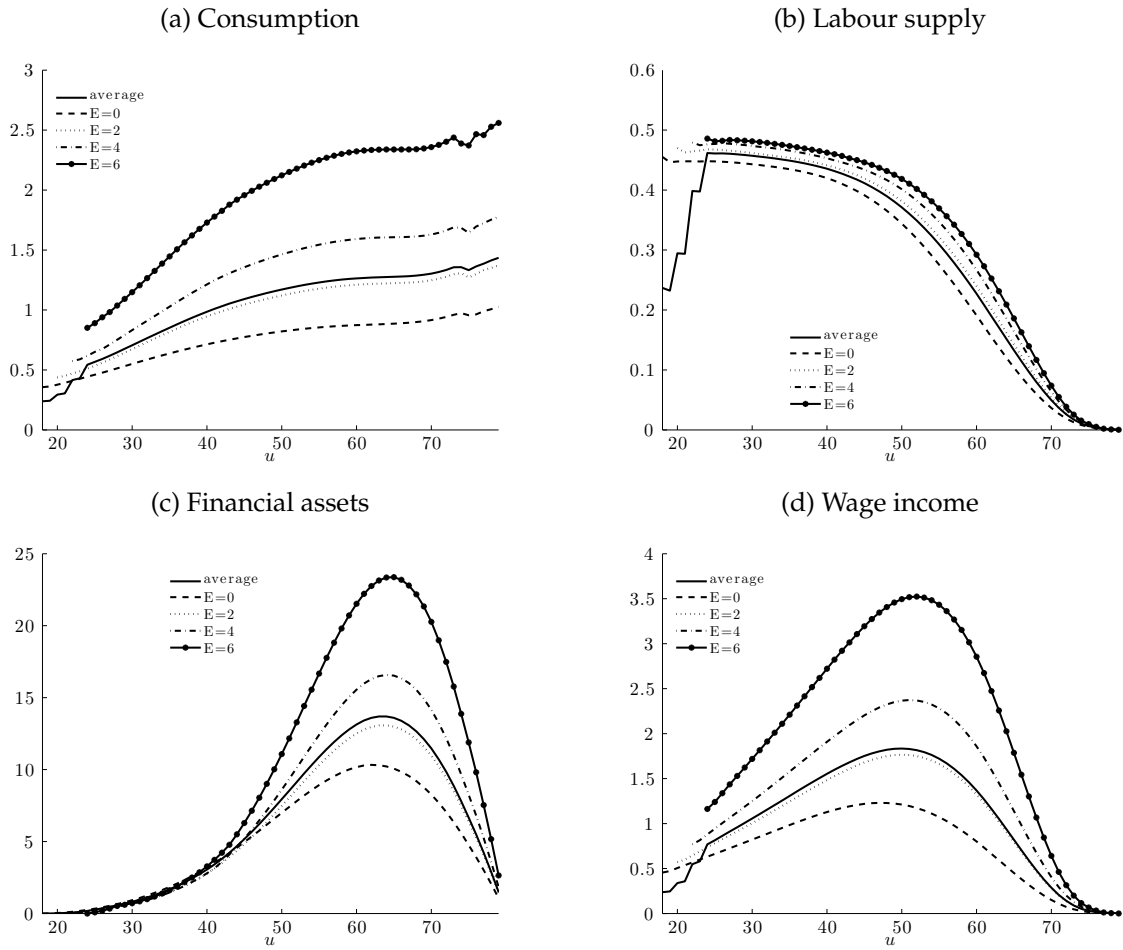 (a) Consumption
3
2.5
2
1.5
1
0.5
0
average
E=0
E=2
E=4
E=6
20 30 40 50 60 70
u
(b) Labour supply
0.6
0.5
0.4
0.3
0.2
0.1
0
average
E=0
E=2
E=4
E=6
20 30 40 50 60 70
u
(c) Financial assets
25
20
15
10
5
0
average
E=0
E=2
E=4
E=6
20 30 40 50 60 70
u
(d) Wage income
4
3.5
3
2.5
2
1.5
1
0.5
0
average
E=0
E=2
E=4
E=6
20 30 40 50 60 70
u